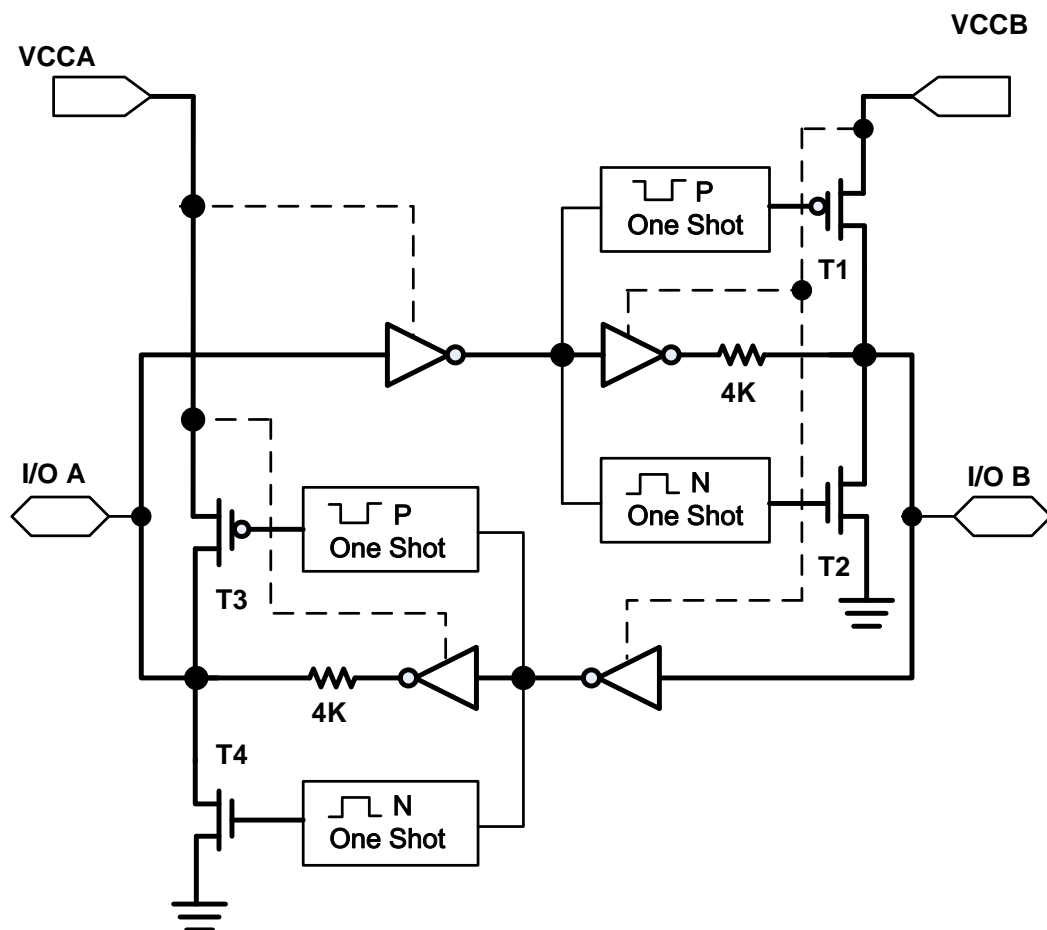 VCCB
VCCA
P
One Shot
T1
4K
I/O A
N
One Shot
I/O B
P
One Shot
T2
T3
4K
T4
N
One Shot